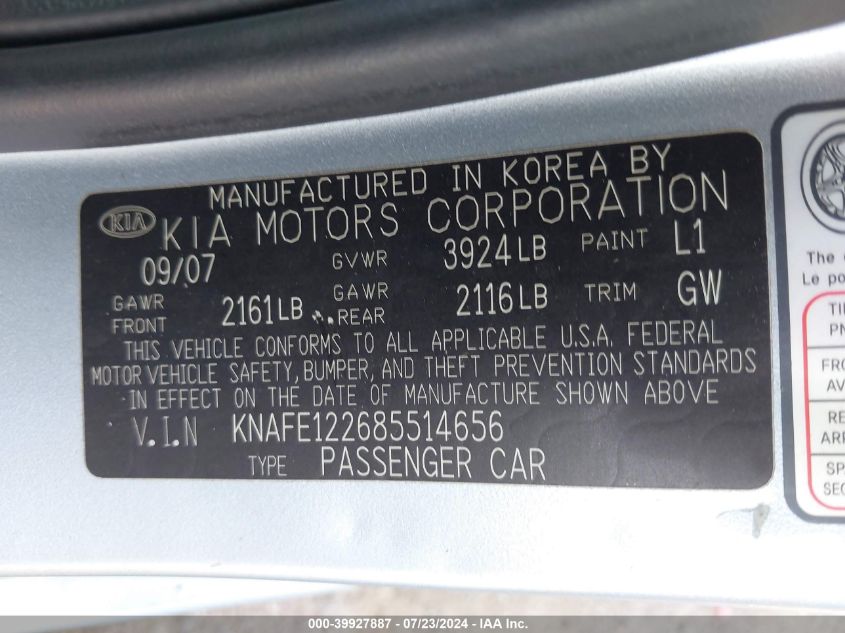 MANUFACTURED IN KOREA BY
KIA KIA MOTORS CORPORATION
09/07 GVWR 3924LB PAINT L1
GAWR FRONT 2161LB GAWR REAR 2116LB TRIM GW
THIS VEHICLE CONFORMS TO ALL APPLICABLE U.S.A. FEDERAL
MOTOR VEHICLE SAFETY, BUMPER, AND THEFT PREVENTION STANDARDS
IN EFFECT ON THE DATE OF MANUFACTURE SHOWN ABOVE
V.I.N KNAFE122685514656
TYPE PASSENGER CAR
The
Le
000-39927887 / 07/23/2024 - IAA Inc.